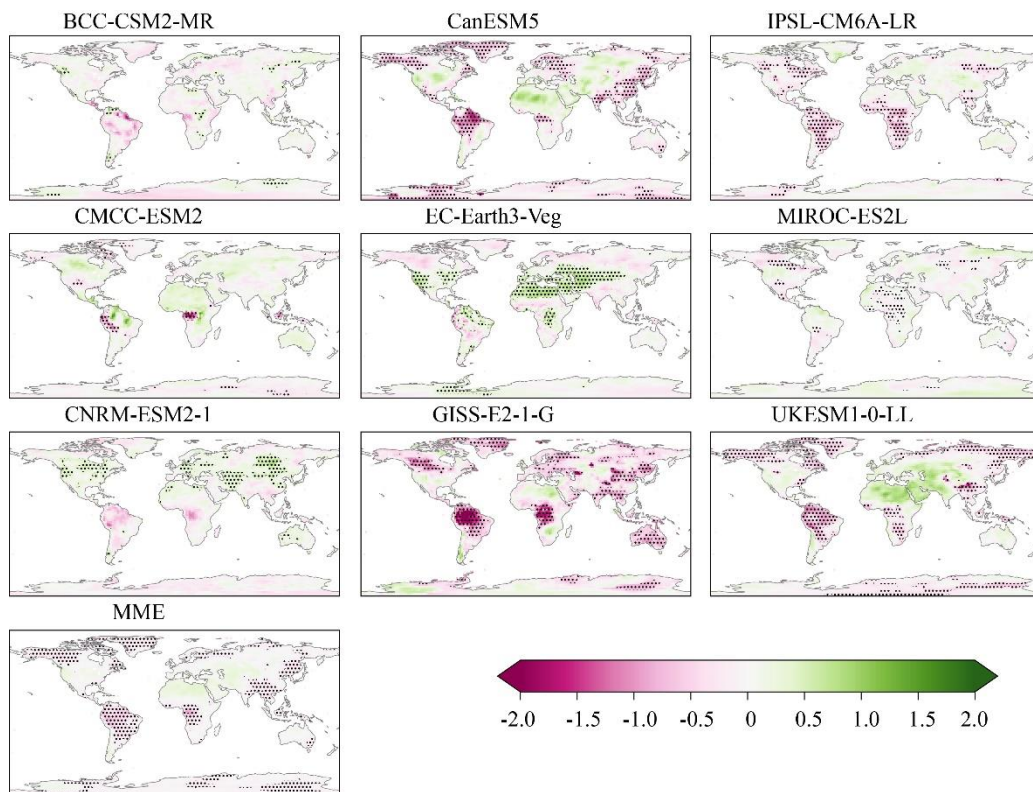 BCC-CSM2-MR CanESM5 IPSL-CM6A-LR
CMCC-ESM2 EC-Earth3-Veg MIROC-ES2L
CNRM-ESM2-1 GISS-E2-1-G UKESM1-0-LL
MME
-2.0 -1.5 -1.0 -0.5 0 0.5 1.0 1.5 2.0